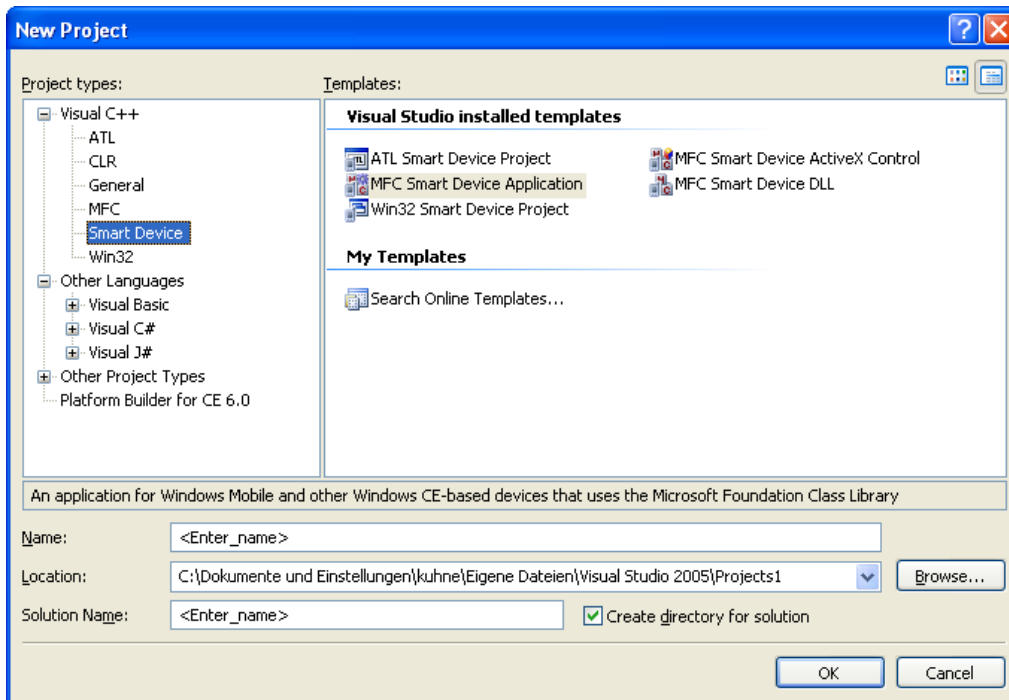 New Project
Project types:
Templates:
Visual C++
ATL
CLR
General
MFC
Smart Device
Win32
Other Languages
Visual Basic
Visual C#
Visual J#
Other Project Types
Platform Builder for CE 6.0
Visual Studio installed templates
ATL Smart Device Project
MFC Smart Device ActiveX Control
MFC Smart Device Application
MFC Smart Device DLL
Win32 Smart Device Project
My Templates
Search Online Templates...
An application for Windows Mobile and other Windows CE-based devices that uses the Microsoft Foundation Class Library
Name: <Enter_name>
Location: C:\Dokumente und Einstellungen\kuhne\Eigene Dateien\Visual Studio 2005\Projects1 Browse...
Solution Name: <Enter_name> Create directory for solution
OK Cancel